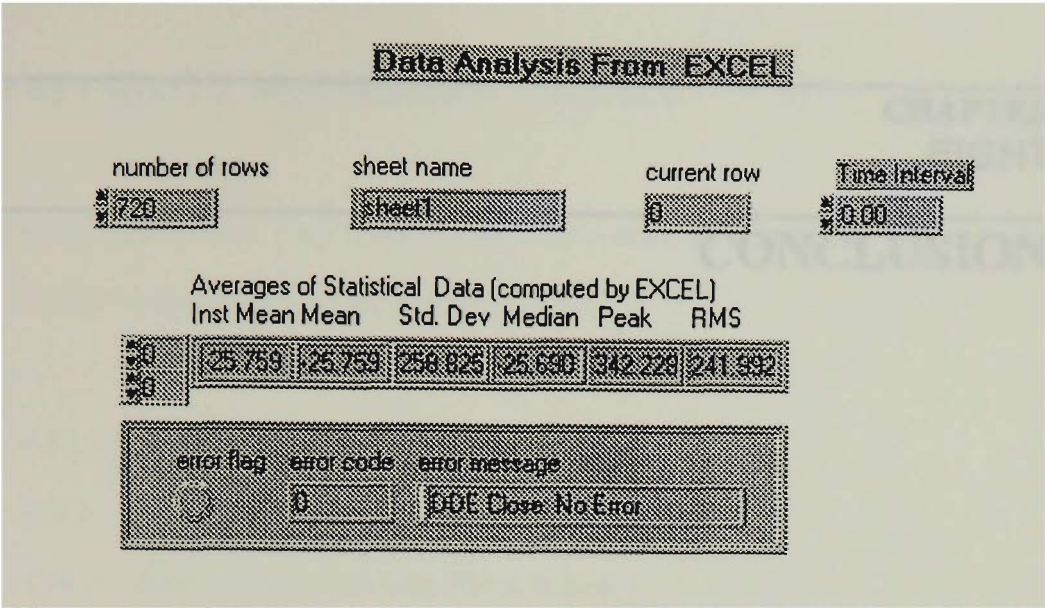 Data Analysis From EXCEL
number of rows sheet name current row Time Interval
720 sheet1 0 0.00
Averages of Statistical Data (computed by EXCEL)
Inst Mean Mean Std. Dev Median Peak RMS
0 -25.759 -25.759 -25.690 342.228 241.992
0
error flag error code error message
0 DDE Close: No Error
CONCLUSION